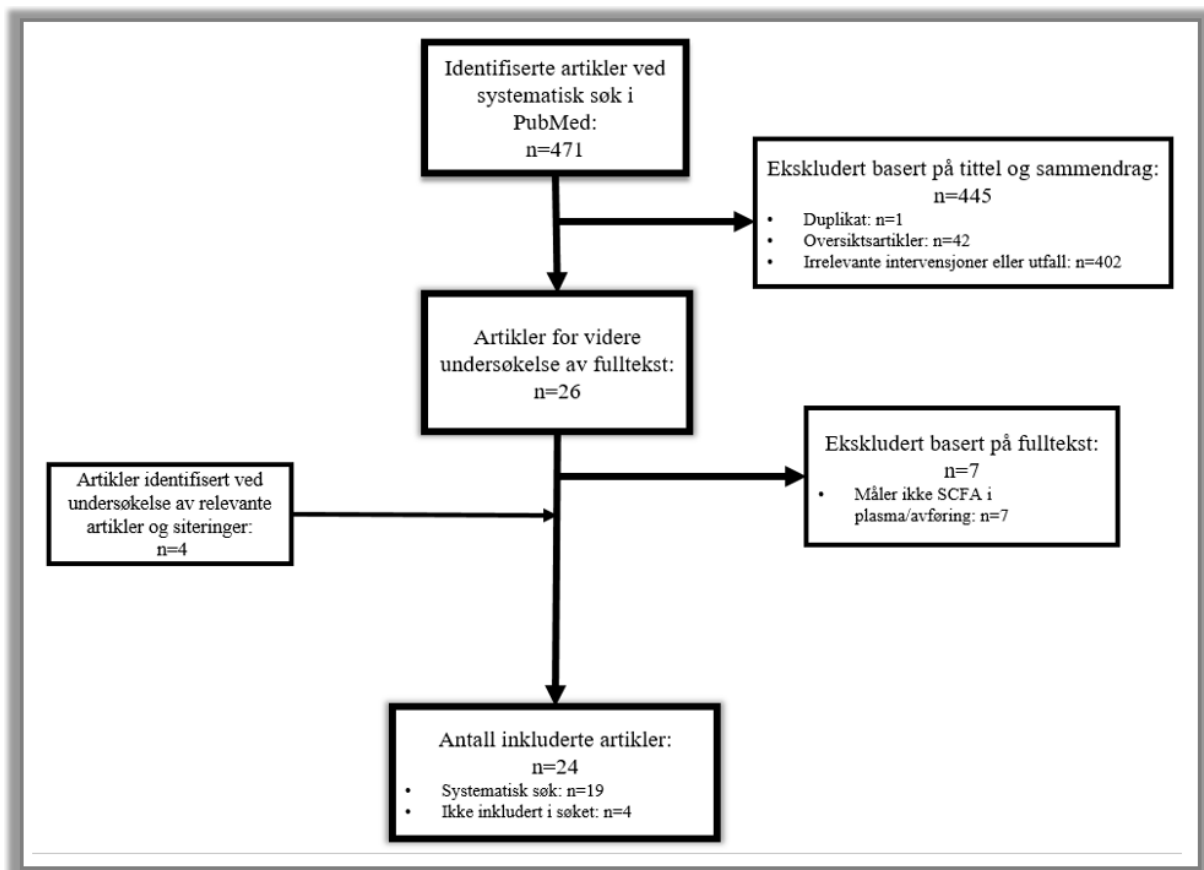 Identifiserte artikler ved
systematisk søk i
PubMed:
n=471
Ekskludert basert på tittel og sammendrag:
n=445
• Duplikat: n=1
• Oversiktsartikler: n=42
• Irrelevante intervensjoner eller utfall: n=402
Artikler for videre
undersøkelse av fulltekst:
n=26
Ekskludert basert på fulltekst:
n=7
• Måler ikke SCFA i
plasma/avføring: n=7
Artikler identifisert ved
undersøkelse av relevante
artikler og siteringer:
n=4
Antall inkluderte artikler:
n=24
• Systematisk søk: n=19
• Ikke inkludert i søket: n=4